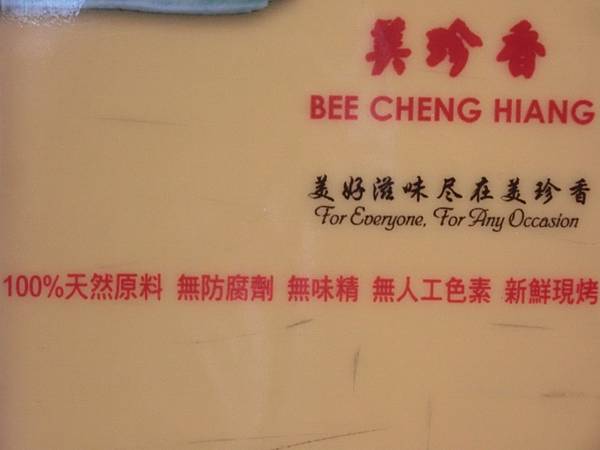 美珍香
BEE CHENG HIANG
美好滋味尽在美珍香
For Everyone, For Any Occasion
100%天然原料 無防腐劑 無味精 無人工色素 新鮮現烤